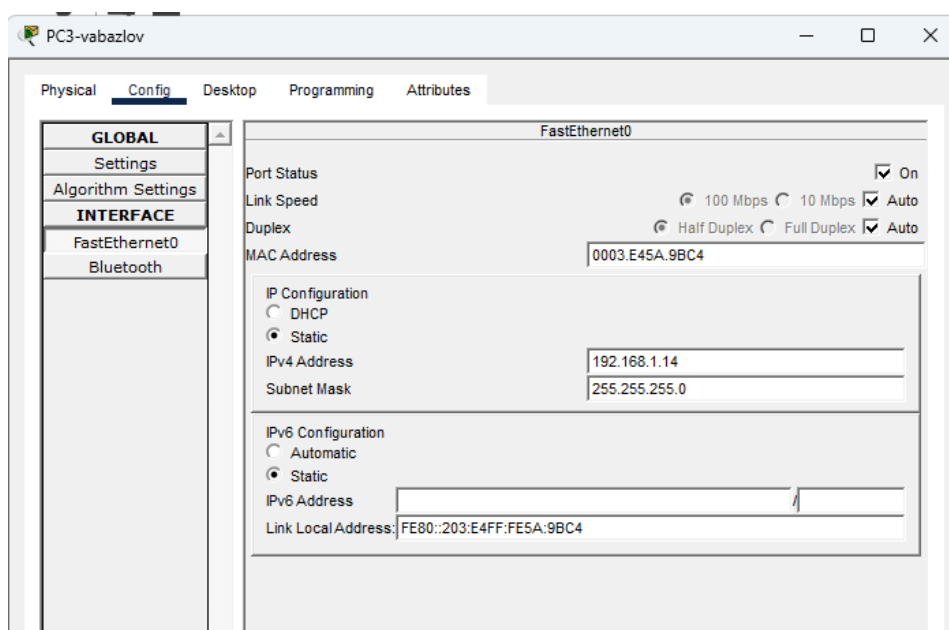 PC3-vabazlov
Physical Config Desktop Programming Attributes
GLOBAL
Settings
Algorithm Settings
INTERFACE
FastEthernet0
Bluetooth
FastEthernet0
Port Status On
Link Speed 100 Mbps 10 Mbps Auto
Duplex Half Duplex Full Duplex Auto
MAC Address 0003.E45A.9BC4
IP Configuration
DHCP
Static
IPv4 Address 192.168.1.14
Subnet Mask 255.255.255.0
IPv6 Configuration
Automatic
Static
IPv6 Address /
Link Local Address: FE80::203:E4FF:FE5A:9BC4